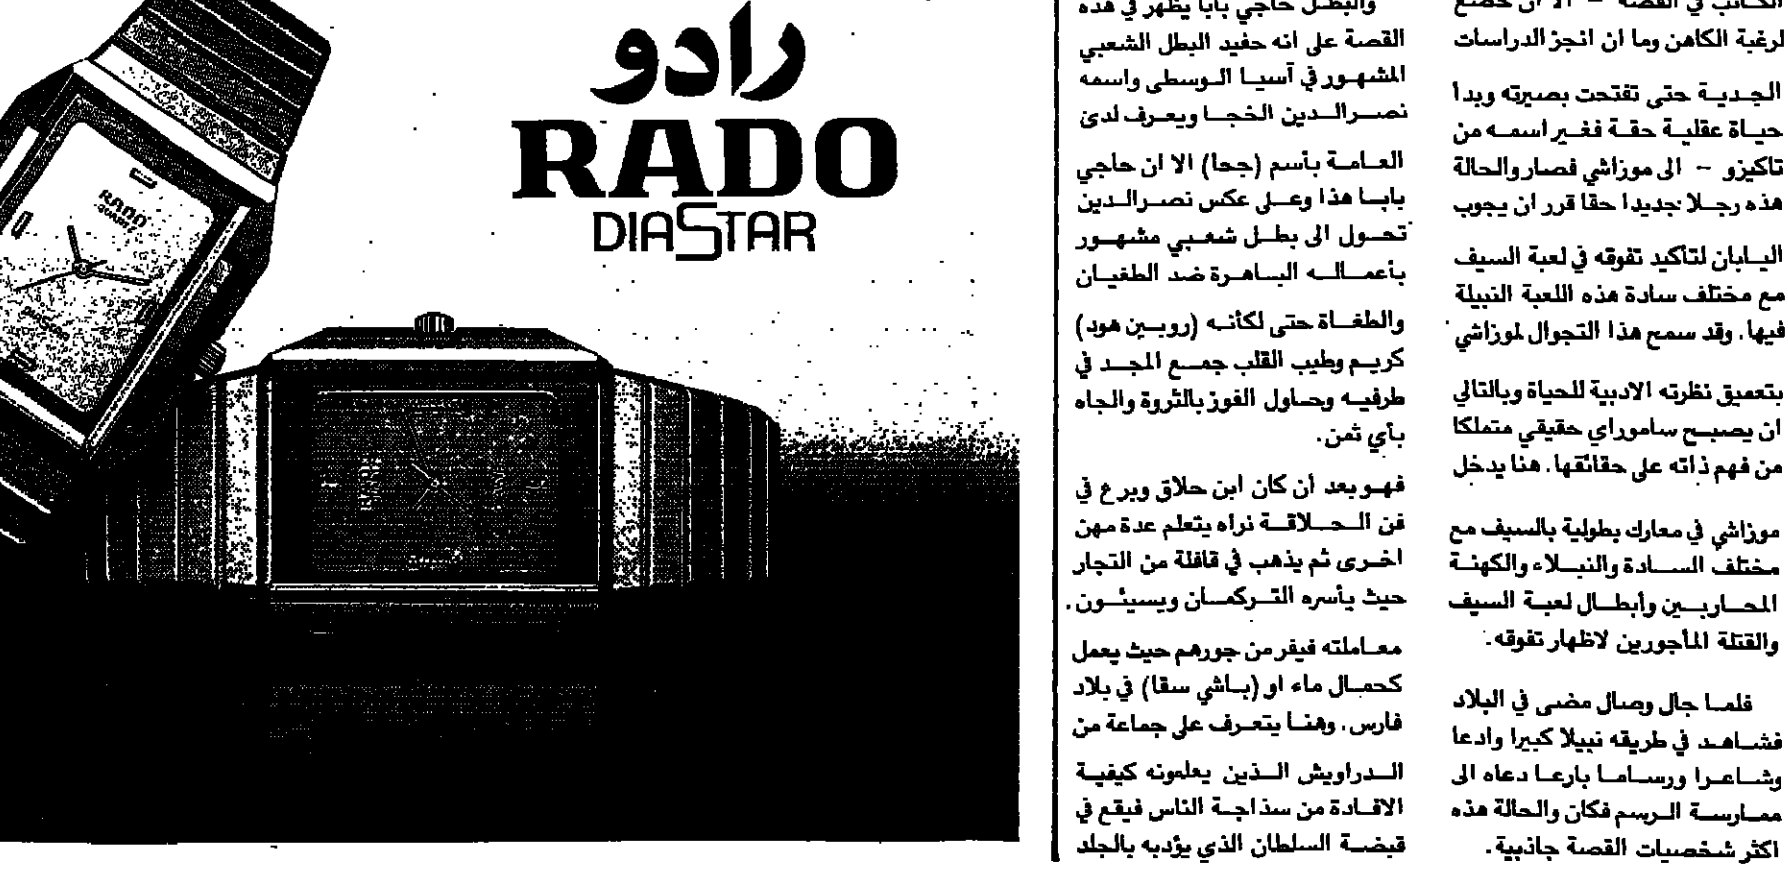 الكاتب في القصة – الا ان خضع
لرغبة الكاهن وما ان انجز الدراسات
الجدية حتى تفتحت بصيرته وبدا
حياة عقلية حقة فغير اسمه من
تاكيزو – الى موزاشي فصار والحالة
هذه رجلا جديدا حقا قرر ان يجوب
اليابان لتأكيد تفوقه في لعبة السيف
مع مختلف سادة هذه اللعبة النبيلة
فيها. وقد سمح هذا التجوال لموزاشي
بتعميق نظرته الادبية للحياة وبالتالي
ان يصبح ساموراي حقيقي متملكا
من فهم ذاته على حقائقها. هنا يدخل
موزاشي في معارك بطولية بالسيف مع
مختلف السادة والنبلاء والكهنة
المحاربين وأبطال لعبة السيف
والقتلة المأجورين لاظهار تفوقه.
فلما جال وصال مضى في البلاد
فشاهد في طريقه نبيلا كبيرا وادعا
وشاعرا ورساما بارعا دعاه الى
ممارسة الرسم فكان والحالة هذه
اكثر شخصيات القصة جاذبية.
والبطل حاجي بابا يظهر في هذه
القصة على انه حفيد البطل الشعبي
المشهور في آسيا الوسطى واسمه
نصرالدين الخجا ويعرف لدى
العامة بأسم (جحا) الا ان حاجي
بابا هذا وعلى عكس نصرالدين
تحول الى بطل شعبي مشهور
بأعماله الباهرة ضد الطغيان
والطغاة حتى لكأنه (روبين هود)
كريم وطيب القلب جمع المجد في
طرفيه وحاول الفوز بالثروة والجاه
بأي ثمن.
فهو بعد أن كان ابن حلاق وبرع في
فن الحلاقة نراه يتعلم عدة مهن
اخرى ثم يذهب في قافلة من التجار
حيث يأسره التركمان ويسيئون
معاملته فيفر من جورهم حيث يعمل
كحمال ماء او (باشي سقا) في بلاد
فارس. وهنا يتعرف على جماعة من
الدراويش الذين يعلمونه كيفية
الافادة من سذاجة الناس فيقع في
قبضة السلطان الذي يؤدبه بالجلد
رادو
RADO
DIASTAR
RADO